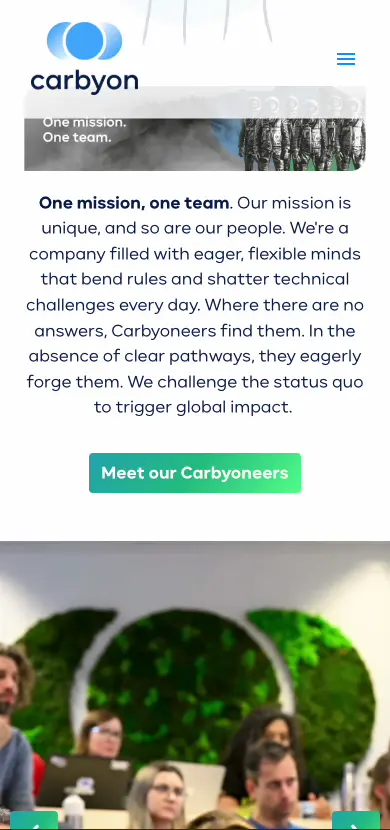 carbyon
One mission.
One team.
One mission, one team. Our mission is
unique, and so are our people. We're a
company filled with eager, flexible minds
that bend rules and shatter technical
challenges every day. Where there are no
answers, Carbyoneers find them. In the
absence of clear pathways, they eagerly
forge them. We challenge the status quo
to trigger global impact.
Meet our Carbyoneers